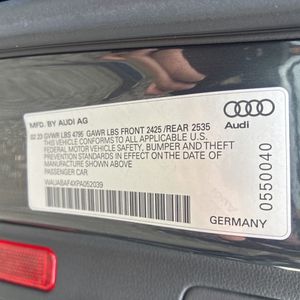 MFD. BY AUDI AG
02 23 GVWR LBS 4795 GAWR LBS FRONT 2425 /REAR 2535
THIS VEHICLE CONFORMS TO ALL APPLICABLE U.S.
FEDERAL MOTOR VEHICLE SAFETY, BUMPER AND
THEFT PREVENTION STANDARDS IN EFFECT ON THE DATE OF
MANUFACTURE SHOWN ABOVE
PASSENGER CAR
WAUABAF4XPA052039
Audi
0550040
GERMANY